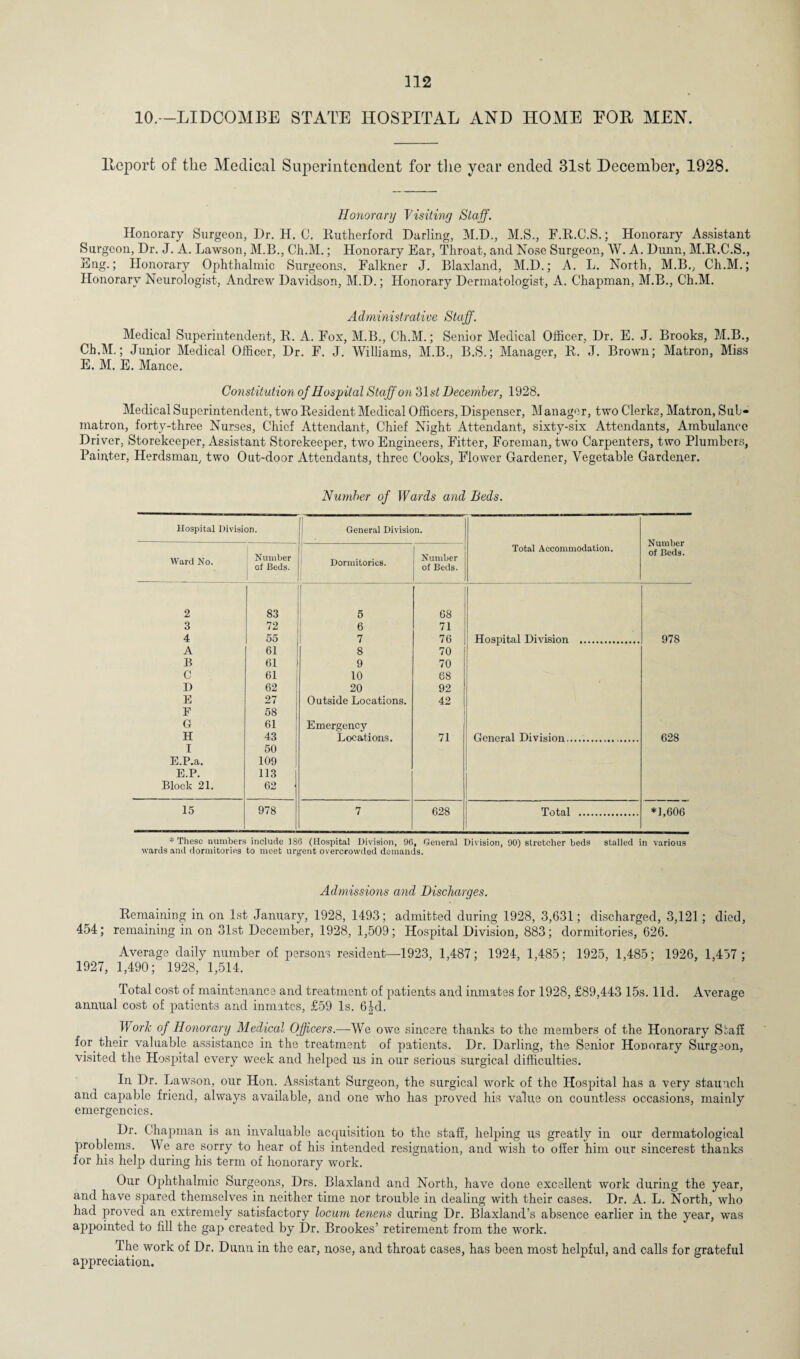 112
10.—LIDCOMBE STATE HOSPITAL AND HOME FOR MEN.
Report of the Medical Superintendent for the year ended 31st December, 1928.
Honorary Visiting Staff.
Honorary Surgeon, Dr. H. C. Rutherford Darling, M.D., M.S., F.R.C.S.; Honorary Assistant
Surgeon, Dr. J. A. Lawson, M.B., Ch.M.; Honorary Ear, Throat, and Nose Surgeon, W. A. Dunn, M.R.C.S.,
Eng.; Honorary Ophthalmic Surgeons, Falkner J. Blaxland, M.D.; A. L. North, M.B., Ch.M.;
Honorary Neurologist, Andrew Davidson, M.D.; Honorary Dermatologist, A. Chapman, M.B., Ch.M.
Administrative Staff.
Medical Superintendent, R. A. Fox, M.B., Ch.M.; Senior Medical Officer, Dr. E. J. Brooks, M.B.,
Ch.M.; Junior Medical Officer, Dr. F. J. Williams, M.B., B.S.; Manager, R. J. Brown; Matron, Miss
E. M. E. Mance.
Constitution of Hospital Staff on 31st December, 1928.
Medical Superintendent, two Resident Medical Officers, Dispenser, Manager, two Clerks, Matron, Sub-
matron, forty-three Nurses, Chief Attendant, Chief Night Attendant, sixty-six Attendants, Ambulance
Driver, Storekeeper, Assistant Storekeeper, two Engineers, Fitter, Foreman, two Carpenters, two Plumbers,
Painter, Herdsman, two Out-door Attendants, three Cooks, Flower Gardener, Vegetable Gardener.
Number of Wards and Beds.
Hospital Division. General Division. Total Accommodation. Number of Beds.
Ward No. Number of Beds. Dormitories. Number of Beds.
2 83 5 68
3 72 6 71
4 55 7 76 Hospital Division ................ 978
A 61 8 70
B 61 9 70
C 61 10 68
D 62 20 92
E 27 Outside Locations. 42
F 58
G 61 Emergency
H 43 Locations. 71 General Division.................. 628
I 50
E.P.a. 109
E.P. 113
Block 21. 62
15 978 7 628 Total ................ *1,606
* These numbers include 186 (Hospital Division, 96, General Division, 90) stretcher beds stalled in various
wards and dormitories to meet urgent overcrowded demands.
Admissions and Discharges.
Remaining in on 1st January, 1928, 1493; admitted during 1928, 3,631; discharged, 3,121; died,
454; remaining in on 31st December, 1928, 1,509; Hospital Division, 883; dormitories, 626.
Average daily number of persons resident—1923, 1,487; 1924, 1,485; 1925, 1,485; 1926, 1,457;
1927, 1,490; 1928, 1,514.
Total cost of maintenance and treatment of patients and inmates for 1928, £89,443 15s. 11d. Average
annual cost of patients and inmates, £59 1s. 6½d.
Work of Honorary Medical Officers.—We owe sincere thanks to the members of the Honorary Staff
for their valuable assistance in the treatment of patients. Dr. Darling, the Senior Honorary Surgeon,
visited the Hospital every week and helped us in our serious surgical difficulties.
In Dr. Lawson, our Hon. Assistant Surgeon, the surgical work of the Hospital has a very staunch
and capable friend, always available, and one who has proved his value on countless occasions, mainly
emergencies.
Dr. Chapman is an invaluable acquisition to the staff, helping us greatly in our dermatological
problems. We are sorry to hear of his intended resignation, and wish to offer him our sincerest thanks
for his help during his term of honorary work.
Our Ophthalmic Surgeons, Drs. Blaxland and North, have done excellent work during the year,
and have spared themselves in neither time nor trouble in dealing with their cases. Dr. A. L. North, who
had proved an extremely satisfactory locum tenens during Dr. Blaxland's absence earlier in the year, was
appointed to fill the gap created by Dr. Brookes' retirement from the work.
The work of Dr. Dunn in the ear, nose, and throat cases, has been most helpful, and calls for grateful
appreciation.